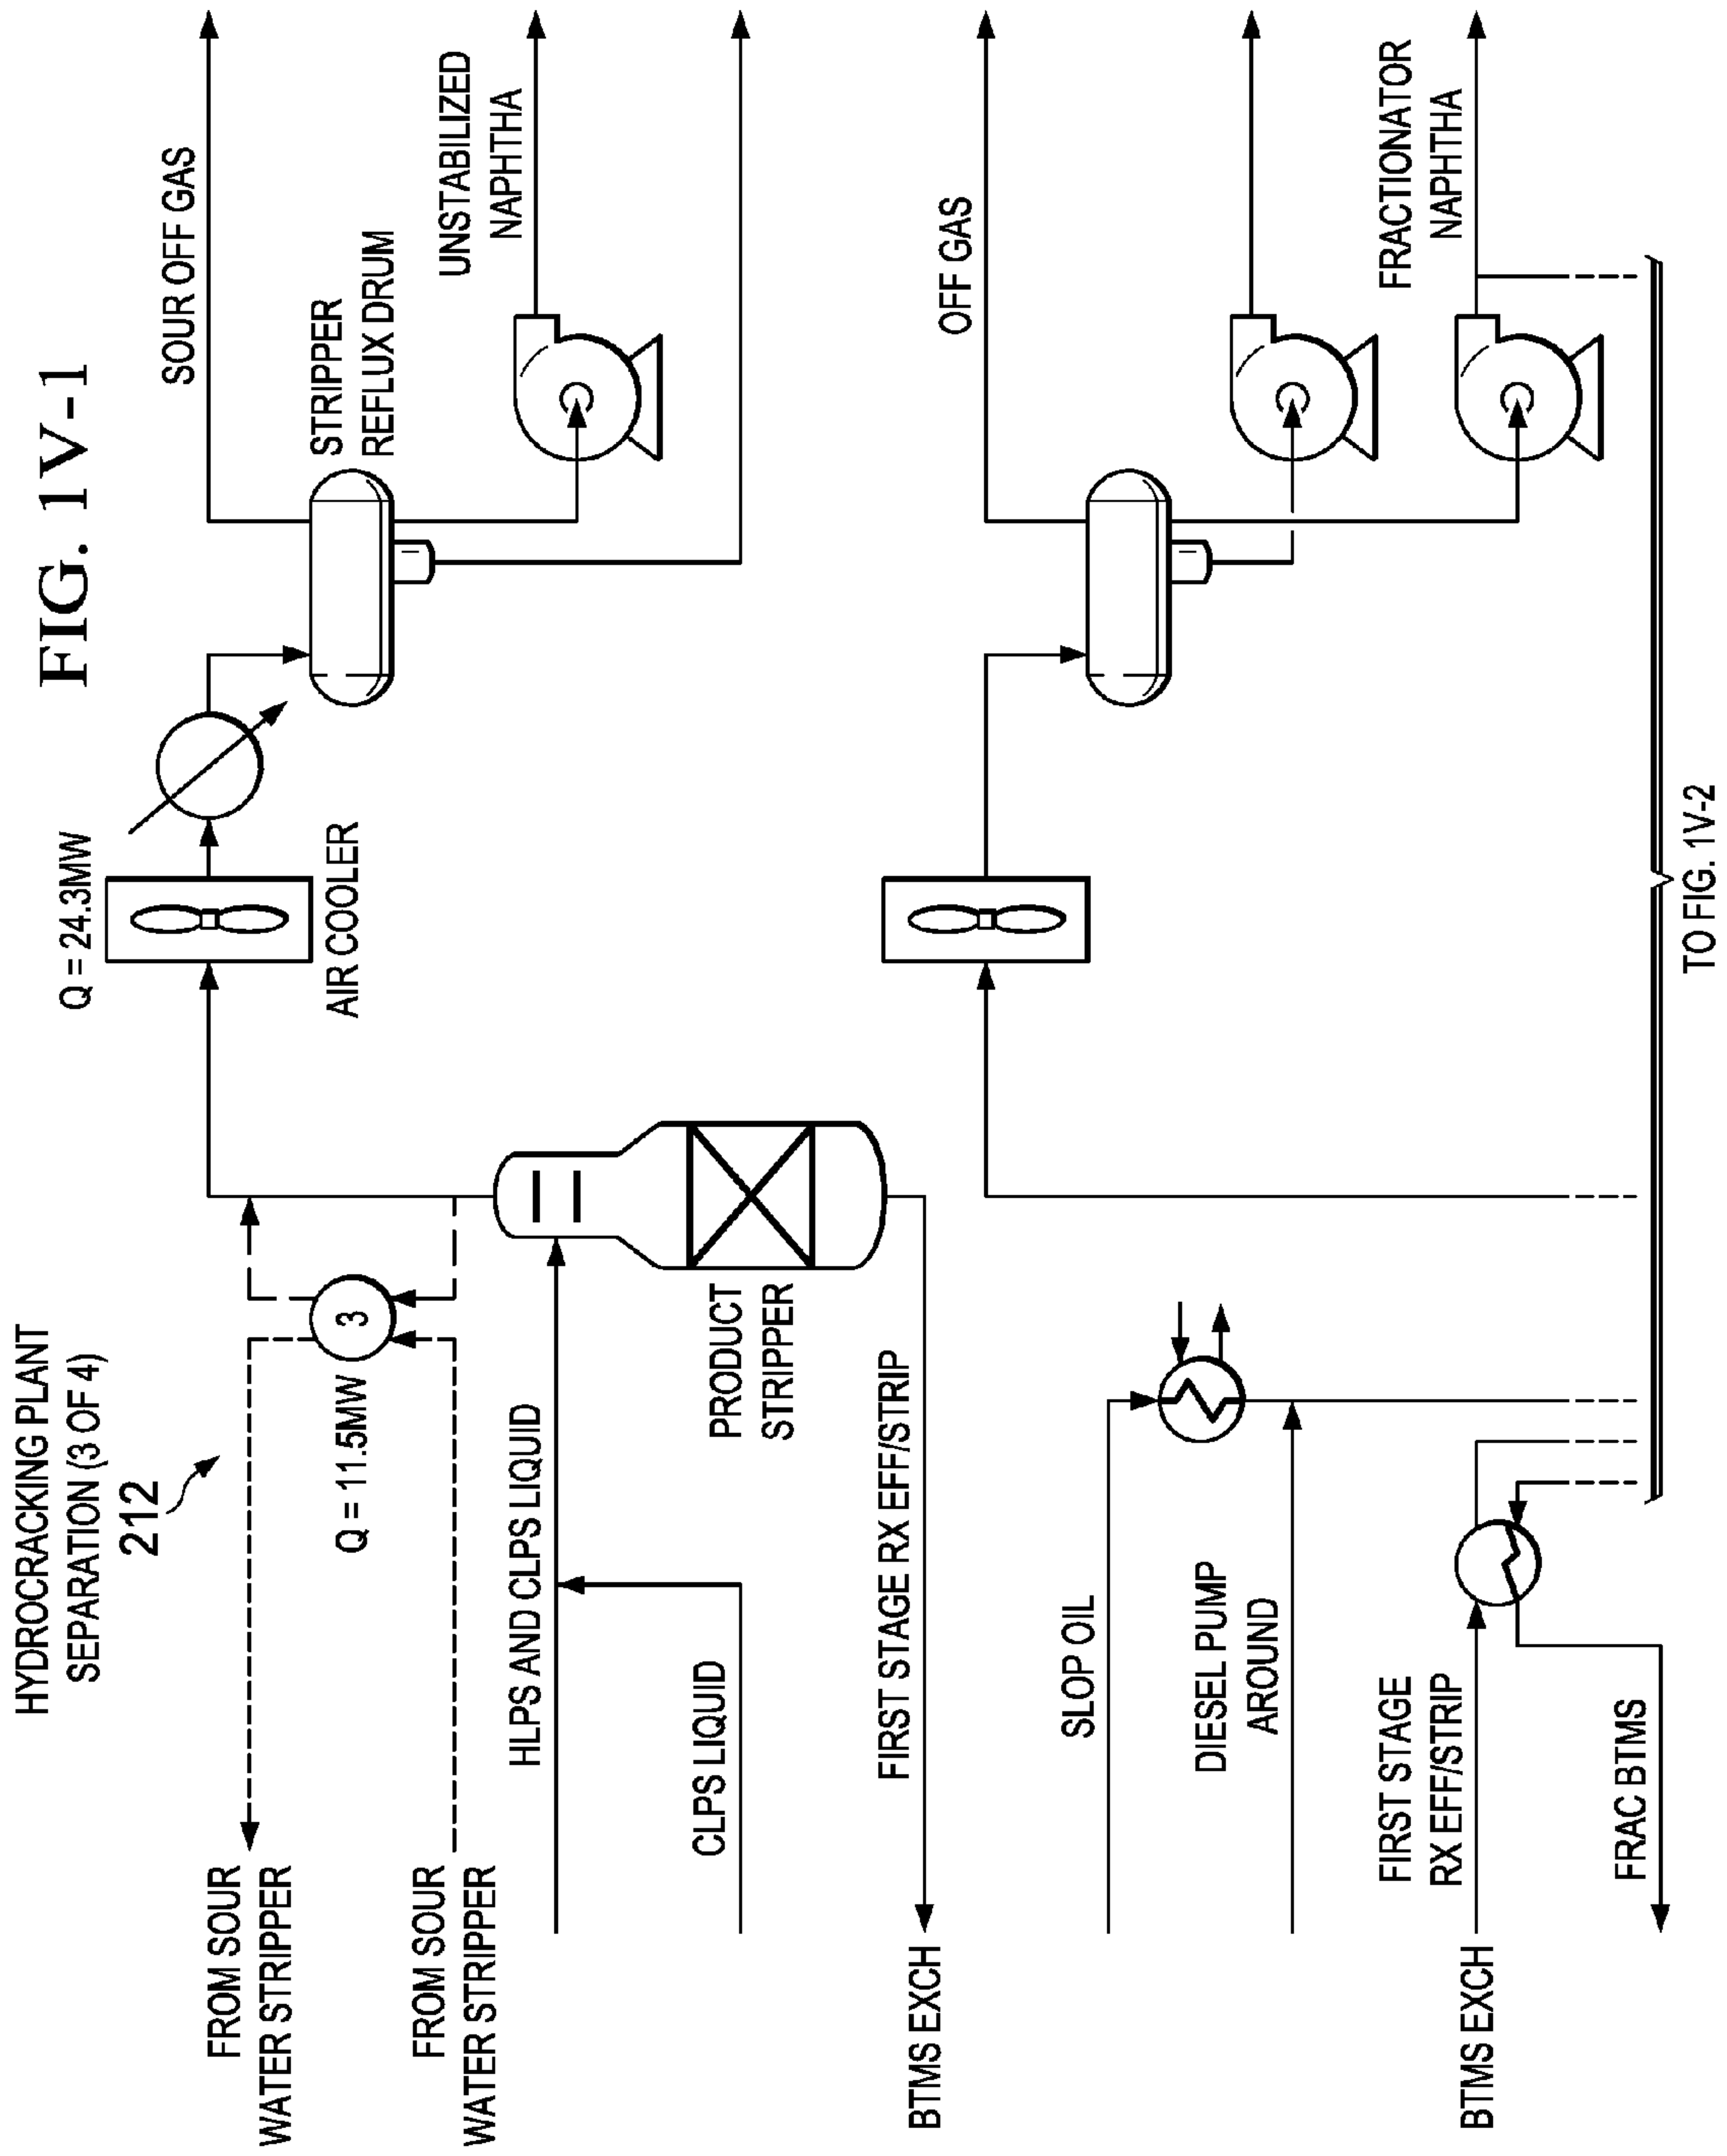 FIG. 1V-1
HYDROCRACKING PLANT
SEPARATION (3 OF 4)
212
Q = 24.3MW
AIR COOLER
SOUR OFF GAS
STRIPPER
REFLUX DRUM
UNSTABILIZED
NAPHTHA
3
Q = 11.5MW
FROM SOUR
WATER STRIPPER
FROM SOUR
WATER STRIPPER
HLPS AND CLPS LIQUID
CLPS LIQUID
PRODUCT
STRIPPER
FIRST STAGE RX EFF/STRIP
BTMS EXCH
OFF GAS
SLOP OIL
DIESEL PUMP
AROUND
FIRST STAGE
RX EFF/STRIP
BTMS EXCH
FRAC BTMS
FRACTIONATOR
NAPHTHA
TO FIG. 1V-2